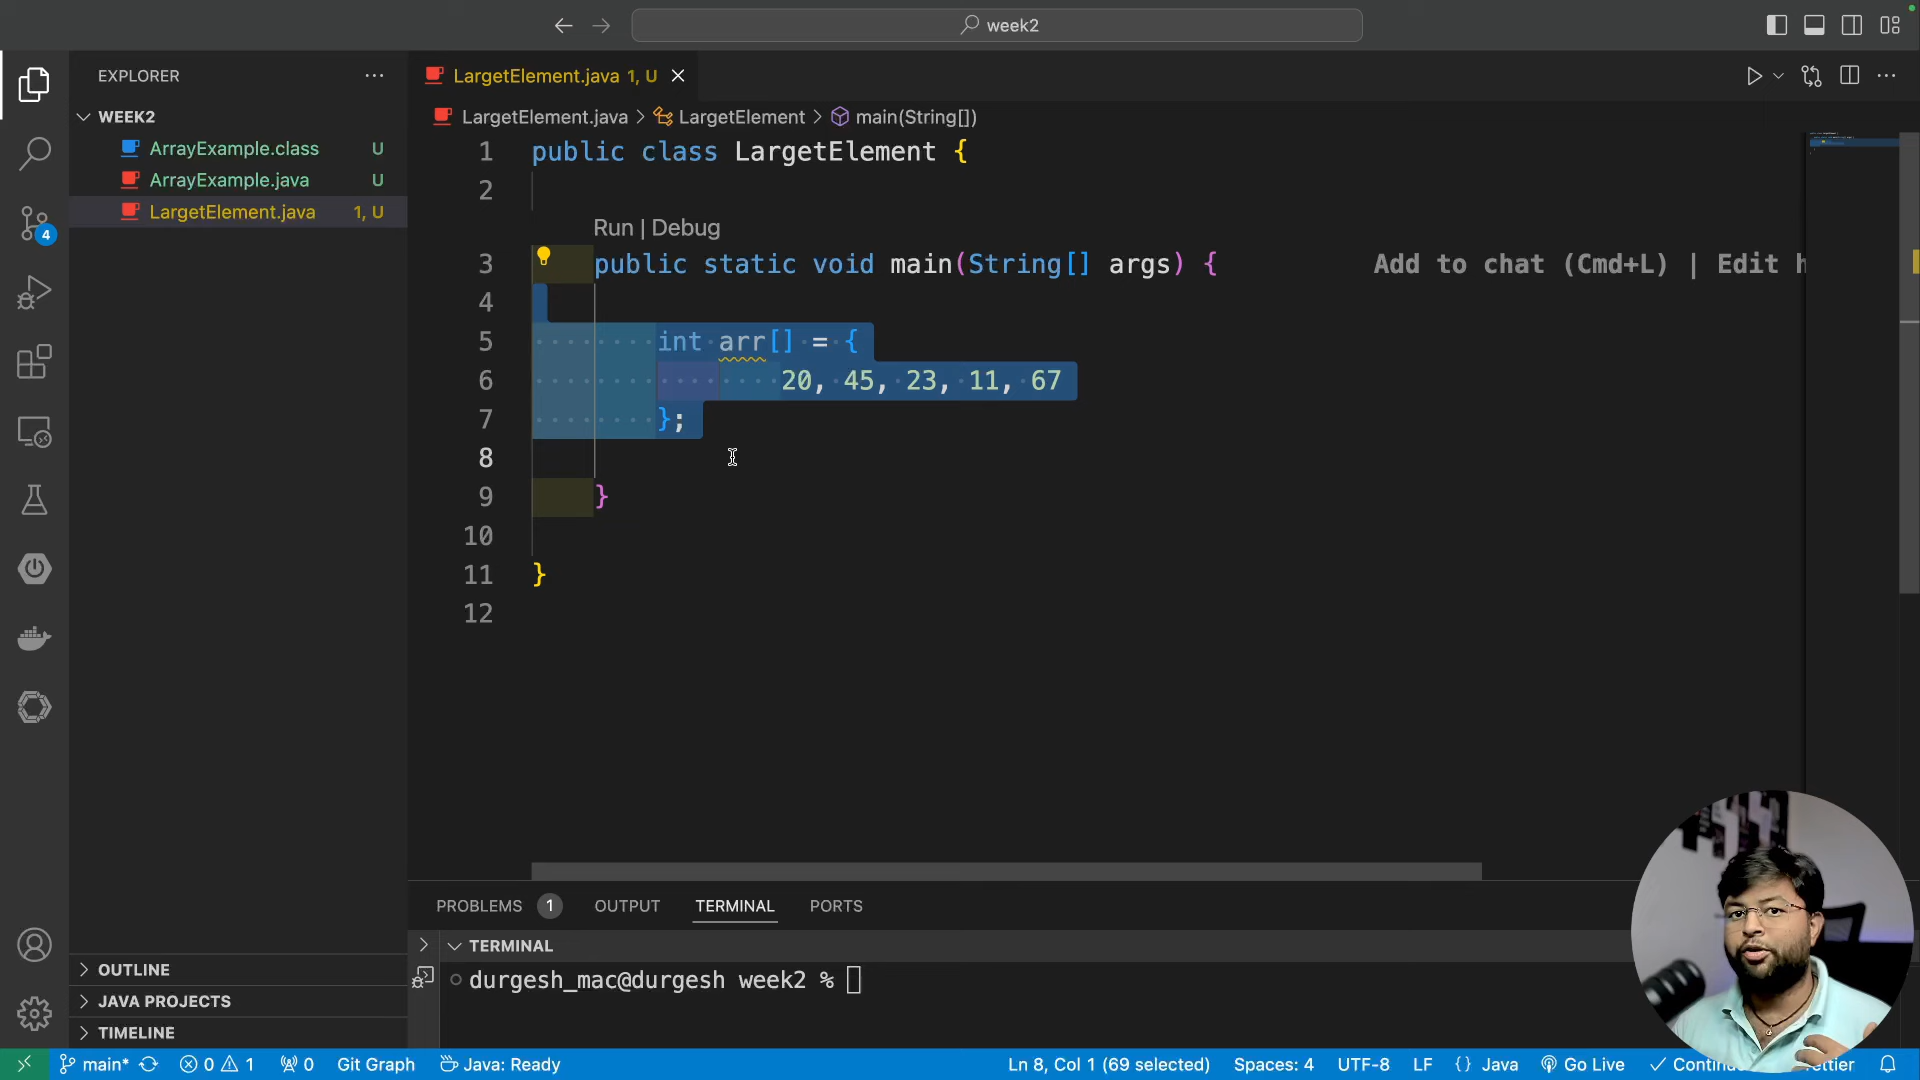 week2
EXPLORER
LargetElement.java 1, U
WEEK2
LargetElement.java > LargetElement > main(String[])
ArrayExample.class U
ArrayExample.java U
LargetElement.java 1, U
4
1 public class LargetElement {
2
Run | Debug
3 public static void main(String[] args) { Add to chat (Cmd+L) | Edit h
4
5 int arr[] = {
6 20, 45, 23, 11, 67
7 };
8
9 }
10
11 }
12
PROBLEMS 1 OUTPUT TERMINAL PORTS
TERMINAL
durgesh_mac@durgesh week2 %
OUTLINE
JAVA PROJECTS
TIMELINE
main* 0 1 0 Git Graph Java: Ready Ln 8, Col 1 (69 selected) Spaces: 4 UTF-8 LF {} Java Go Live